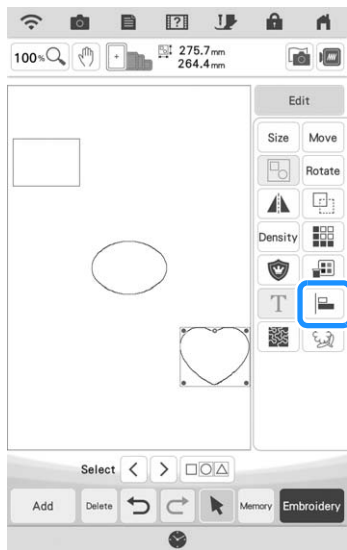 100% 275.7mm
264.4mm
Edit
Size Move
Rotate
Density
T
Select
Add Delete Memory Embroidery